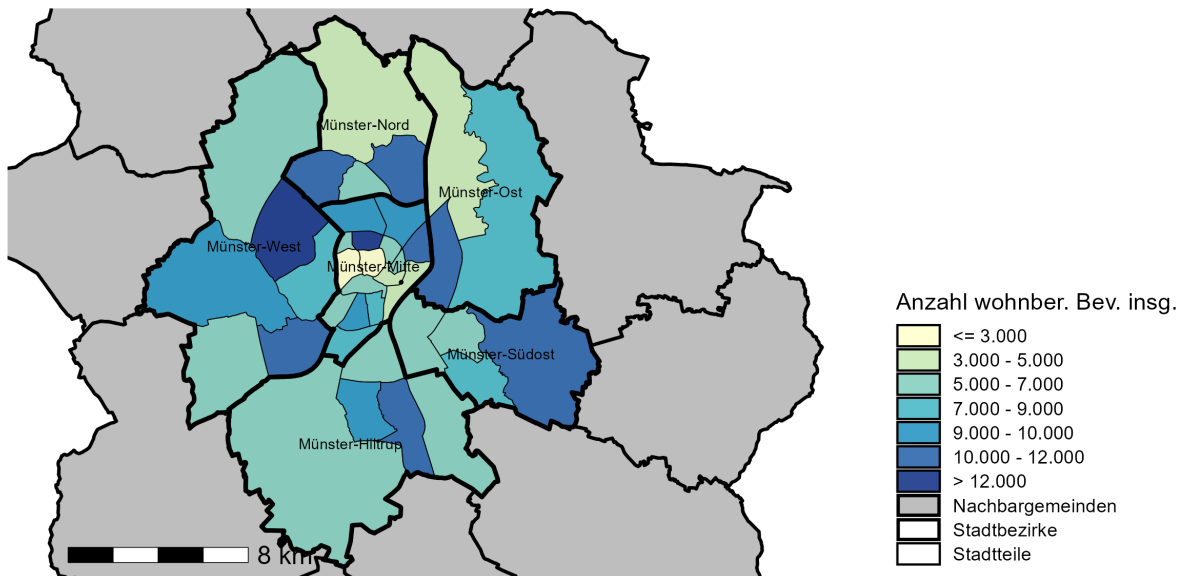 Münster-Nord
Münster-Ost
Münster-West
Münster-Mitte
Münster-Südost
Münster-Hiltrup
8 km
Anzahl wohnber. Bev. insg.
<= 3.000
3.000 - 5.000
5.000 - 7.000
7.000 - 9.000
9.000 - 10.000
10.000 - 12.000
> 12.000
Nachbargemeinden
Stadtbezirke
Stadtteile